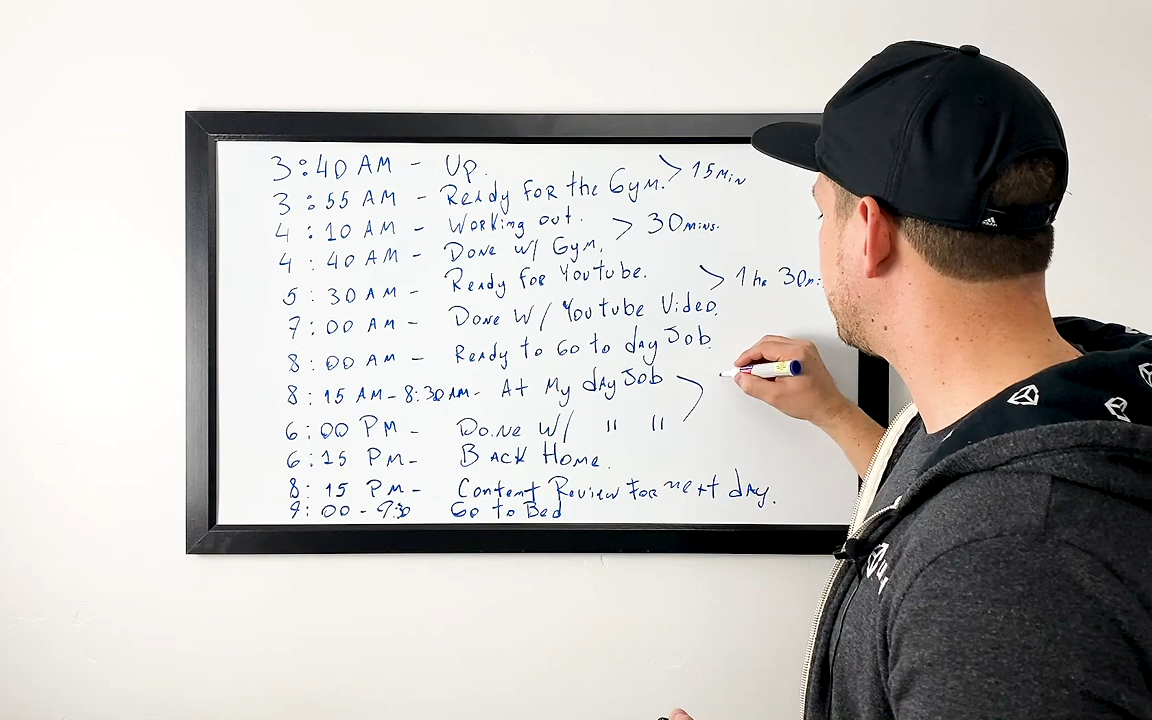 3:40 AM - Up. > 15 Min
3:55 AM - Ready for the Gym.
4:10 AM - Working out. > 30 mins.
4:40 AM - Done w/ Gym.
5:30 AM - Ready for Youtube. > 1 hr 30
7:00 AM - Done w/ Youtube Video.
8:00 AM - Ready to Go to day Job.
8:15 AM - 8:30 AM - At My day Job
6:00 PM - Done w/ " "
6:15 PM - Back Home.
8:15 PM - Content Review For next day.
9:00 - 9:30 Go to Bed